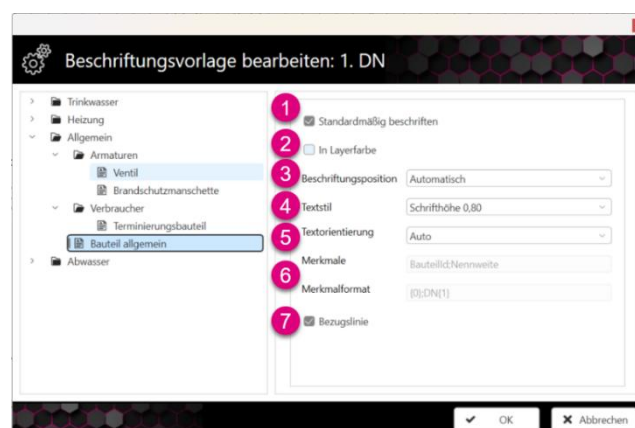 Beschriftungsvorlage bearbeiten: 1. DN
Trinkwasser
Heizung
Allgemein
Armaturen
Ventil
Brandschutzmanschette
Verbraucher
Terminierungsbauteil
Bauteil allgemein
Abwasser
1
Standardmäßig beschriften
2
In Layerfarbe
3 Beschriftungsposition Automatisch
4 Textstil Schrifthöhe 0,80
5 Textorientierung Auto
Merkmale BauteilId;Nennweite
6
Merkmalformat {0};DN{1}
7 Bezugslinie
OK Abbrechen